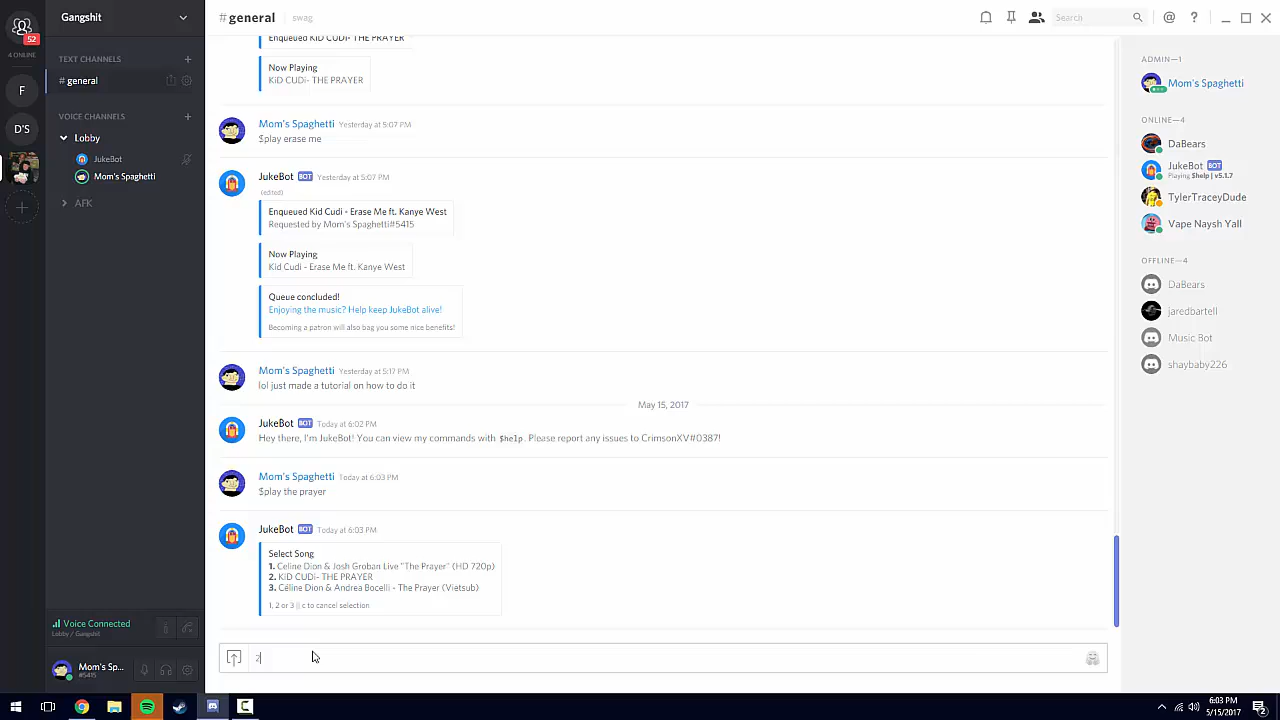 Gangshit
52
4 ONLINE
F
D'S
TEXT CHANNELS
# general
VOICE CHANNELS
Lobby
JukeBot
Mom's Spaghetti
AFK
Voice Connected
Lobby / Gangshit
Mom's Sp...
#5415
# general
swag
Search
Enqueued KiD CUDi- THE PRAYER
Now Playing
KiD CUDi- THE PRAYER
Mom's Spaghetti Yesterday at 5:07 PM
$play erase me
JukeBot BOT Yesterday at 5:07 PM
(edited)
Enqueued Kid Cudi - Erase Me ft. Kanye West
Requested by Mom's Spaghetti#5415
Now Playing
Kid Cudi - Erase Me ft. Kanye West
Queue concluded!
Enjoying the music? Help keep JukeBot alive!
Becoming a patron will also bag you some nice benefits!
Mom's Spaghetti Yesterday at 5:17 PM
lol just made a tutorial on how to do it
May 15, 2017
JukeBot BOT Today at 6:02 PM
Hey there, I'm JukeBot! You can view my commands with $help. Please report any issues to CrimsonXV#0387!
Mom's Spaghetti Today at 6:03 PM
$play the prayer
JukeBot BOT Today at 6:03 PM
Select Song
1. Celine Dion & Josh Groban Live "The Prayer" (HD 720p)
2. KiD CUDi- THE PRAYER
3. Céline Dion & Andrea Bocelli - The Prayer (Vietsub)
1, 2 or 3 || c to cancel selection
2
ADMIN—1
Mom's Spaghetti
ONLINE—4
DaBears
JukeBot BOT
Playing $help | v5.1.7
TylerTraceyDude
Vape Naysh Yall
OFFLINE—4
DaBears
jaredbartell
Music Bot
shaybaby226
6:03 PM
5/15/2017
2